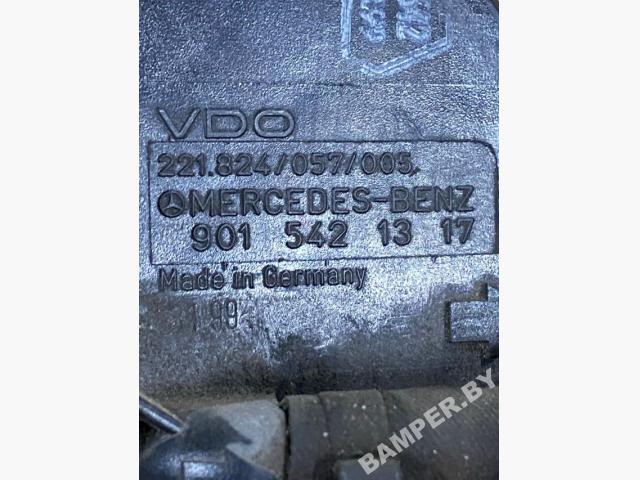 VDO
221.824/057/005
MERCEDES-BENZ
901 542 13 17
Made in Germany
BAMPER.BY